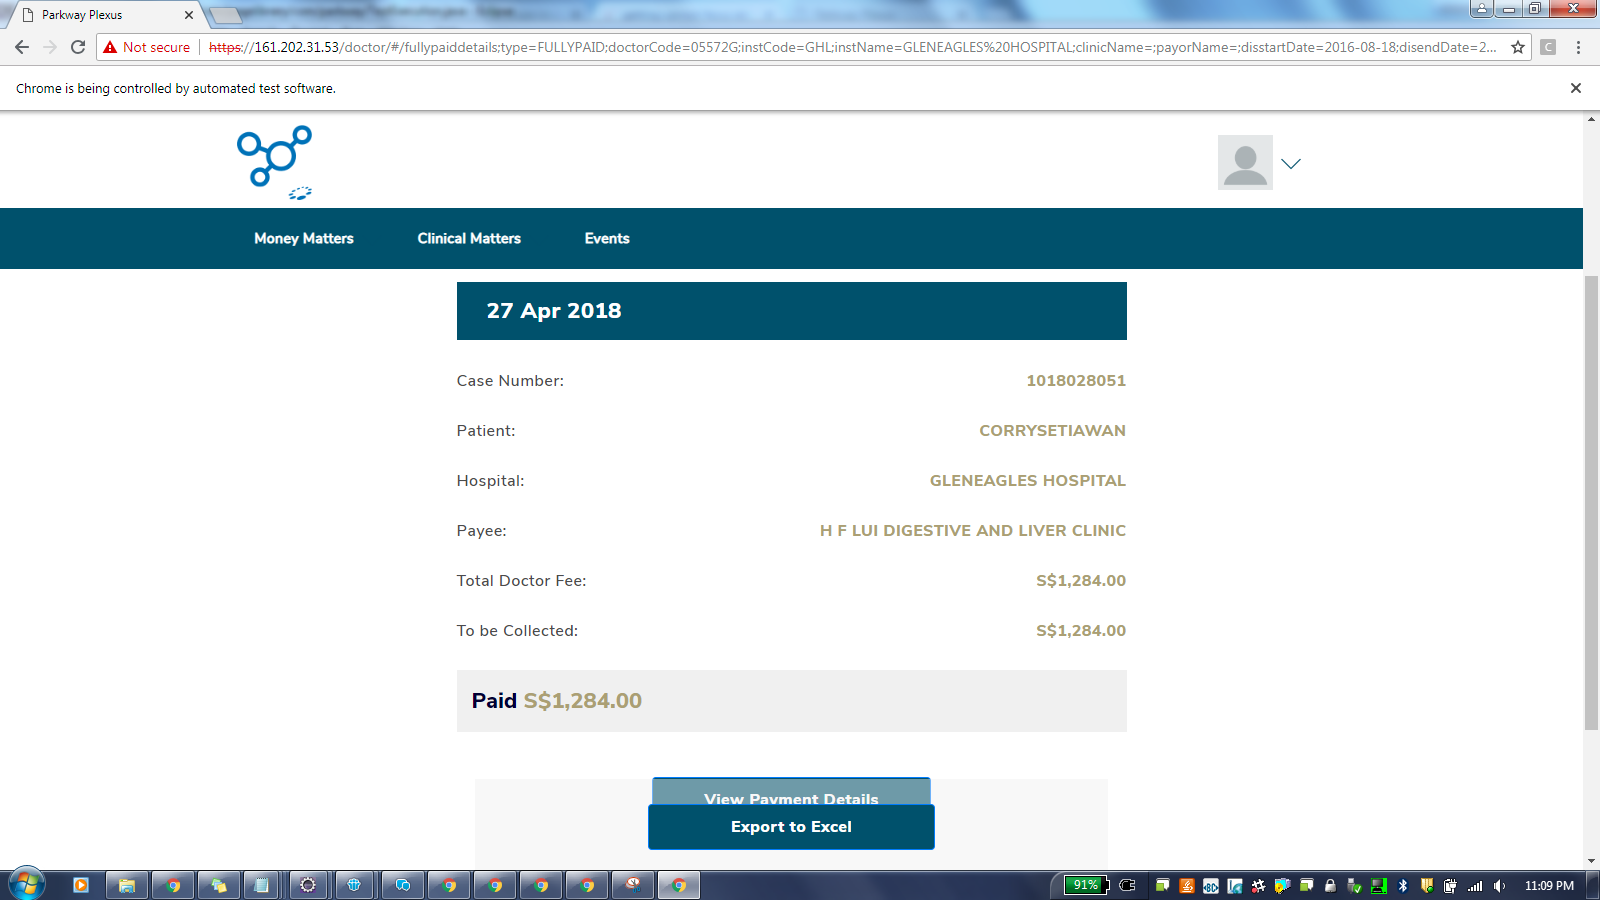 Parkway Plexus
Not secure https://161.202.31.53/doctor/#/fullypaiddetails;type=FULLYPAID;doctorCode=05572G;instCode=GHL;instName=GLENEAGLES%20HOSPITAL;clinicName=;payorName=;disstartDate=2016-08-18;disendDate=2...
C
Chrome is being controlled by automated test software.
Money Matters Clinical Matters Events
27 Apr 2018
Case Number: 1018028051
Patient: CORRYSETIAWAN
Hospital: GLENEAGLES HOSPITAL
Payee: H F LUI DIGESTIVE AND LIVER CLINIC
Total Doctor Fee: S$1,284.00
To be Collected: S$1,284.00
Paid S$1,284.00
View Payment Details
Export to Excel
91% 11:09 PM